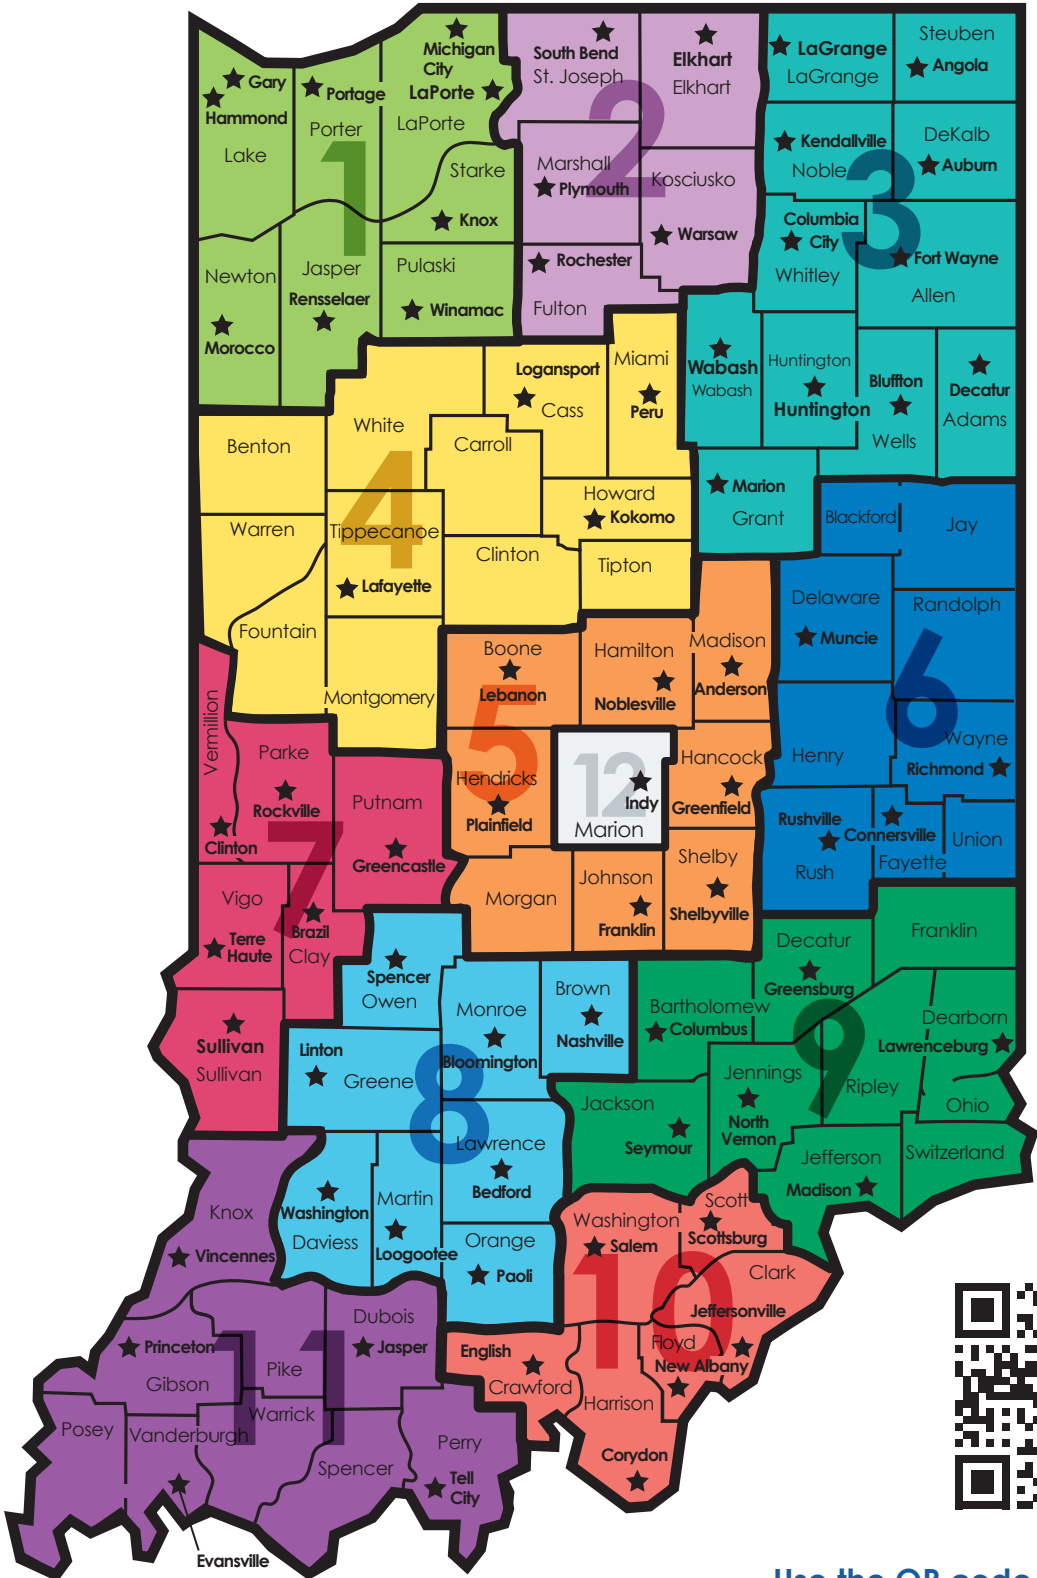 1
Michigan
City
LaPorte
LaPorte
Gary
Hammond
Portage
Porter
Lake
Starke
Knox
Newton
Jasper
Rensselaer
Morocco
Pulaski
Winamac
2
South Bend
St. Joseph
Elkhart
Elkhart
Marshall
Plymouth
Kosciusko
Warsaw
Rochester
Fulton
3
LaGrange
LaGrange
Steuben
Angola
Kendallville
Noble
DeKalb
Auburn
Columbia
City
Whitley
Fort Wayne
Allen
Wabash
Wabash
Huntington
Huntington
Bluffton
Wells
Decatur
Adams
Marion
Grant
4
Logansport
Cass
Miami
Peru
White
Carroll
Benton
Howard
Kokomo
Warren
Tippecanoe
Lafayette
Clinton
Tipton
Fountain
Montgomery
5
Boone
Lebanon
Hamilton
Noblesville
Madison
Anderson
Hendricks
Plainfield
Hancock
Greenfield
Morgan
Johnson
Franklin
Shelby
Shelbyville
12
Indy
Marion
6
Blackford
Jay
Delaware
Muncie
Randolph
Henry
Wayne
Richmond
Rushville
Rush
Connersville
Fayette
Union
7
Vermillion
Parke
Rockville
Clinton
Putnam
Greencastle
Vigo
Terre
Haute
Brazil
Clay
Sullivan
Sullivan
8
Spencer
Owen
Monroe
Bloomington
Brown
Nashville
Linton
Greene
Lawrence
Bedford
Washington
Daviess
Martin
Loogootee
Orange
Paoli
9
Decatur
Greensburg
Franklin
Bartholomew
Columbus
Dearborn
Lawrenceburg
Jennings
North
Vernon
Ripley
Ohio
Jackson
Seymour
Jefferson
Madison
Switzerland
10
Washington
Salem
Scott
Scottsburg
Clark
Jeffersonville
Floyd
New Albany
English
Crawford
Harrison
Corydon
11
Knox
Vincennes
Princeton
Gibson
Pike
Dubois
Jasper
Posey
Vanderburgh
Warrick
Spencer
Perry
Tell
City
Evansville
Use the QR code